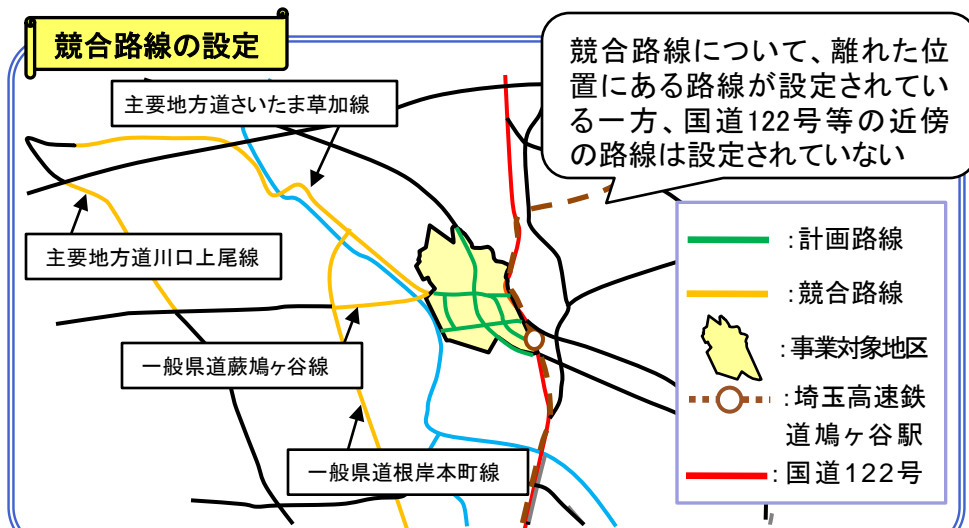 競合路線の設定
競合路線について、離れた位
置にある路線が設定されてい
る一方、国道122号等の近傍
の路線は設定されていない
主要地方道さいたま草加線
主要地方道川口上尾線
一般県道蕨鳩ヶ谷線
一般県道根岸本町線
:計画路線
:競合路線
:事業対象地区
:埼玉高速鉄
道鳩ヶ谷駅
:国道122号